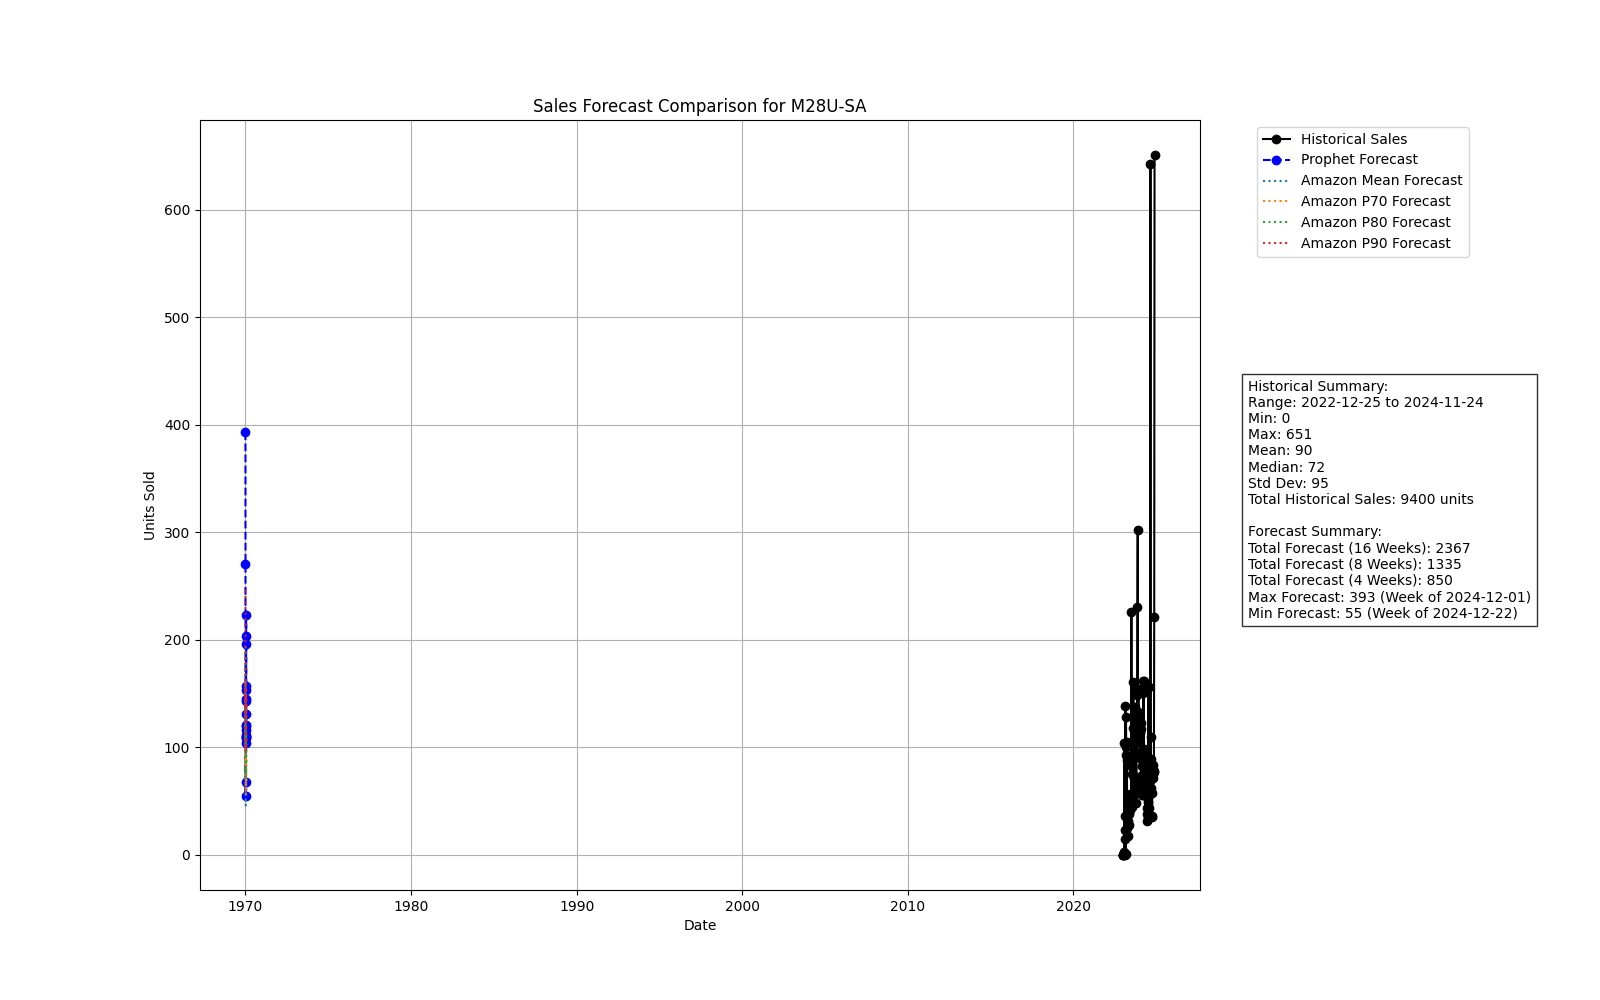 Sales Forecast Comparison for M28U-SA
Units Sold
600
500
400
300
200
100
0
1970
1980
1990
2000
2010
2020
Date
Historical Sales
Prophet Forecast
Amazon Mean Forecast
Amazon P70 Forecast
Amazon P80 Forecast
Amazon P90 Forecast
Historical Summary:
Range: 2022-12-25 to 2024-11-24
Min: 0
Max: 651
Mean: 90
Median: 72
Std Dev: 95
Total Historical Sales: 9400 units
Forecast Summary:
Total Forecast (16 Weeks): 2367
Total Forecast (8 Weeks): 1335
Total Forecast (4 Weeks): 850
Max Forecast: 393 (Week of 2024-12-01)
Min Forecast: 55 (Week of 2024-12-22)